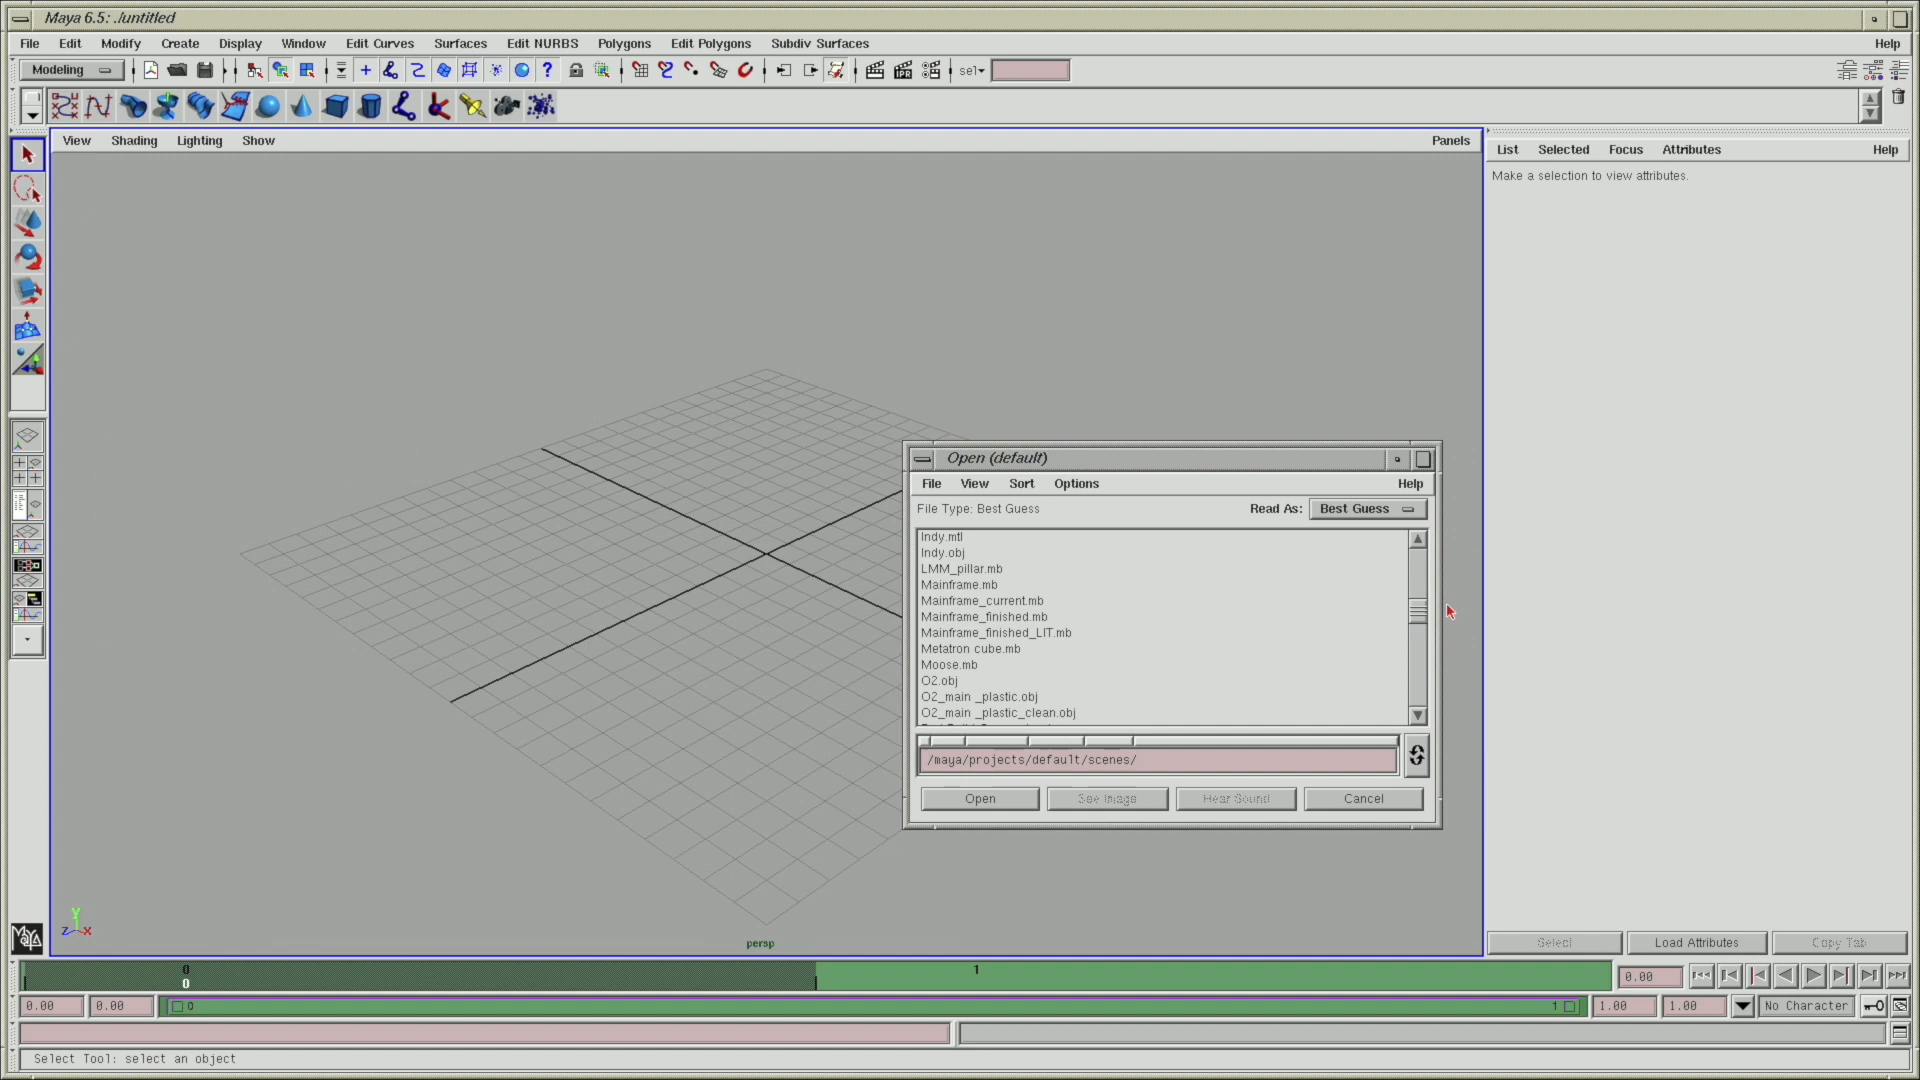 Maya 6.5: ./untitled
File Edit Modify Create Display Window Edit Curves Surfaces Edit NURBS Polygons Edit Polygons Subdiv Surfaces Help
Modeling IPR sel
View Shading Lighting Show Panels
List Selected Focus Attributes Help
Make a selection to view attributes.
Open (default)
File View Sort Options Help
File Type: Best Guess Read As: Best Guess
Indy.mtl
Indy.obj
LMM_pillar.mb
Mainframe.mb
Mainframe_current.mb
Mainframe_finished.mb
Mainframe_finished_LIT.mb
Metatron cube.mb
Moose.mb
O2.obj
O2_main _plastic.obj
O2_main _plastic_clean.obj
/maya/projects/default/scenes/
Open See Image Hear Sound Cancel
Y
Z X
MAYA
persp
Select Load Attributes Copy Tab
0 1
0
0.00
0.00 0.00 0 1 1.00 1.00 No Character
Select Tool: select an object